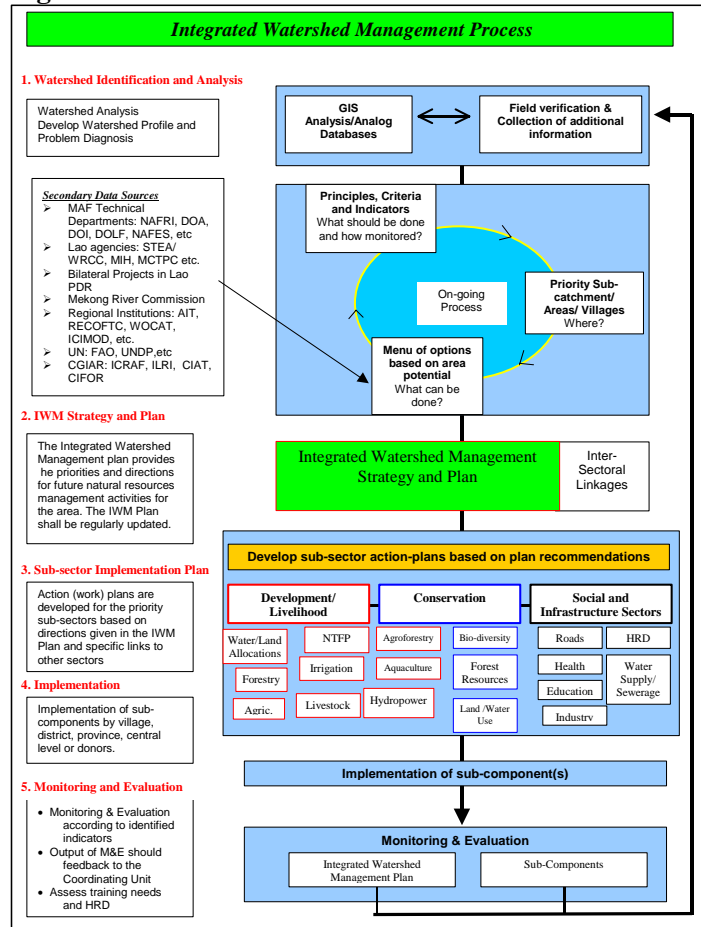 Integrated Watershed Management Process
1. Watershed Identification and Analysis
Watershed Analysis
Develop Watershed Profile and
Problem Diagnosis
GIS
Analysis/Analog
Databases
Field verification &
Collection of additional
information
Secondary Data Sources
➢ MAF Technical
Departments: NAFRI, DOA,
DOI, DOLF, NAFES, etc
➢ Lao agencies: STEA/
WRCC, MIH, MCTPC etc.
➢ Bilateral Projects in Lao
PDR
➢ Mekong River Commission
➢ Regional Institutions: AIT,
RECOFTC, WOCAT,
ICIMOD, etc.
➢ UN: FAO, UNDP,etc
➢ CGIAR: ICRAF, ILRI, CIAT,
CIFOR
Principles, Criteria
and Indicators
What should be done
and how monitored?
On-going
Process
Priority Sub-
catchment/
Areas/ Villages
Where?
Menu of options
based on area
potential
What can be
done?
2. IWM Strategy and Plan
The Integrated Watershed
Management plan provides
he priorities and directions
for future natural resources
management activities for
the area. The IWM Plan
shall be regularly updated.
Integrated Watershed Management
Strategy and Plan
Inter-
Sectoral
Linkages
3. Sub-sector Implementation Plan
Action (work) plans are
developed for the priority
sub-sectors based on
directions given in the IWM
Plan and specific links to
other sectors
Develop sub-sector action-plans based on plan recommendations
Development/
Livelihood
Conservation
Social and
Infrastructure Sectors
Water/Land
Allocations
NTFP
Agroforestry
Bio-diversity
Roads
HRD
Forestry
Irrigation
Aquaculture
Forest
Resources
Health
Water
Supply/
Sewerage
Agric.
Livestock
Hydropower
Land /Water
Use
Education
Industry
4. Implementation
Implementation of sub-
components by village,
district, province, central
level or donors.
Implementation of sub-component(s)
5. Monitoring and Evaluation
• Monitoring & Evaluation
according to identified
indicators
• Output of M&E should
feedback to the
Coordinating Unit
• Assess training needs
and HRD
Monitoring & Evaluation
Integrated Watershed
Management Plan
Sub-Components